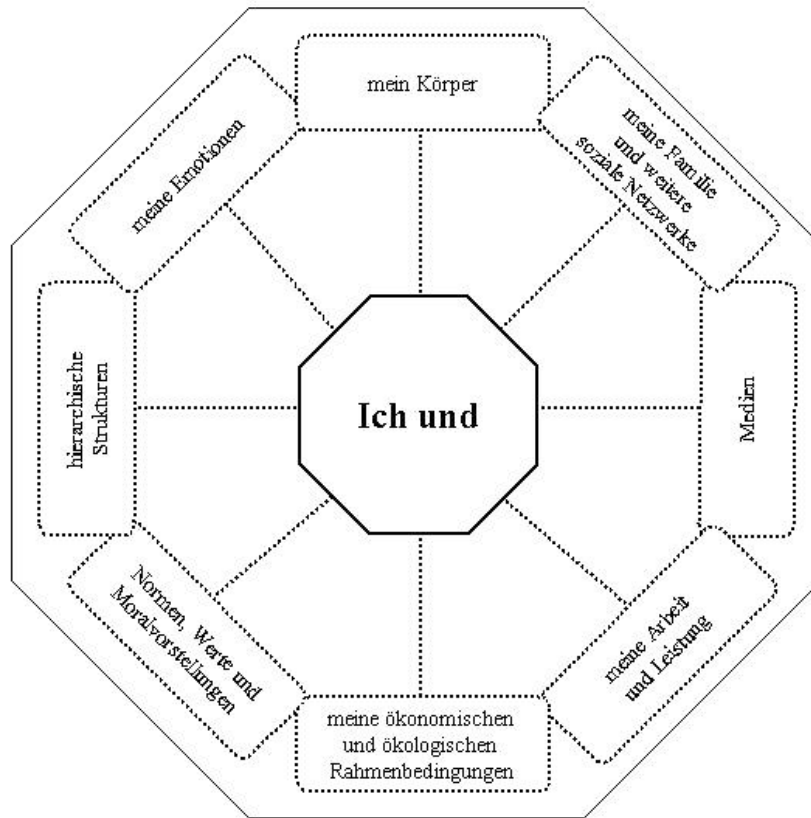 mein Körper
meine Familie
und weitere
soziale Netzwerke
Medien
meine Arbeit
und Leistung
meine ökonomischen
und ökologischen
Rahmenbedingungen
Normen, Werte und
Moralvorstellungen
hierarchische
Strukturen
meine Emotionen
Ich und